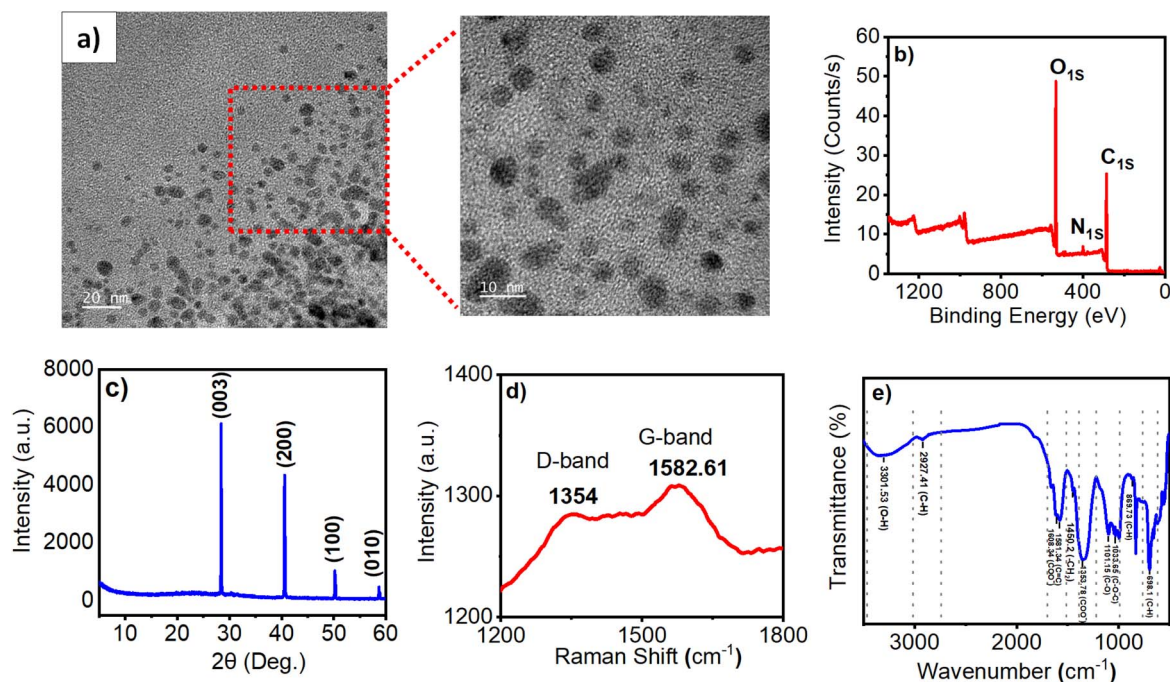 a)
20 nm
10 nm
b)
Intensity (Counts/s)
60
50
40
30
20
10
0
O1S
C1S
N1S
1200
800
400
0
Binding Energy (eV)
c)
Intensity (a.u.)
8000
6000
4000
2000
0
(003)
(200)
(100)
(010)
10
20
30
40
50
60
2θ (Deg.)
d)
Intensity (a.u.)
1400
1300
1200
D-band
1354
G-band
1582.61
1200
1500
1800
Raman Shift (cm-1)
e)
Transmittance (%)
3301.53 (O-H)
2927.41 (C-H)
1608.34 (COO-)
1581.34 (C=C)
1450.2 (-CH2),
1353.78 (COO-)
1101.15 (C-O)
1033.65 (C-O-C)
869.73 (C-H)
698.1 (C-H)
3000
2000
1000
Wavenumber (cm-1)